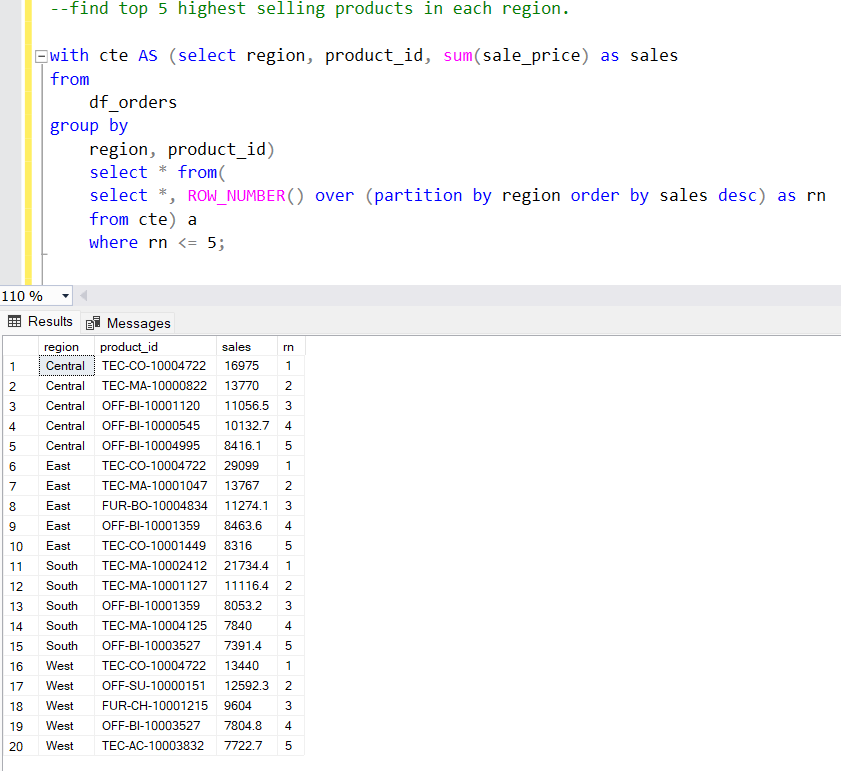 --find top 5 highest selling products in each region.
with cte AS (select region, product_id, sum(sale_price) as sales
from
df_orders
group by
region, product_id)
select * from(
select *, ROW_NUMBER() over (partition by region order by sales desc) as rn
from cte) a
where rn <= 5;
110 %
Results Messages
region product_id sales rn
1 Central TEC-CO-10004722 16975 1
2 Central TEC-MA-10000822 13770 2
3 Central OFF-BI-10001120 11056.5 3
4 Central OFF-BI-10000545 10132.7 4
5 Central OFF-BI-10004995 8416.1 5
6 East TEC-CO-10004722 29099 1
7 East TEC-MA-10001047 13767 2
8 East FUR-BO-10004834 11274.1 3
9 East OFF-BI-10001359 8463.6 4
10 East TEC-CO-10001449 8316 5
11 South TEC-MA-10002412 21734.4 1
12 South TEC-MA-10001127 11116.4 2
13 South OFF-BI-10001359 8053.2 3
14 South TEC-MA-10004125 7840 4
15 South OFF-BI-10003527 7391.4 5
16 West TEC-CO-10004722 13440 1
17 West OFF-SU-10000151 12592.3 2
18 West FUR-CH-10001215 9604 3
19 West OFF-BI-10003527 7804.8 4
20 West TEC-AC-10003832 7722.7 5